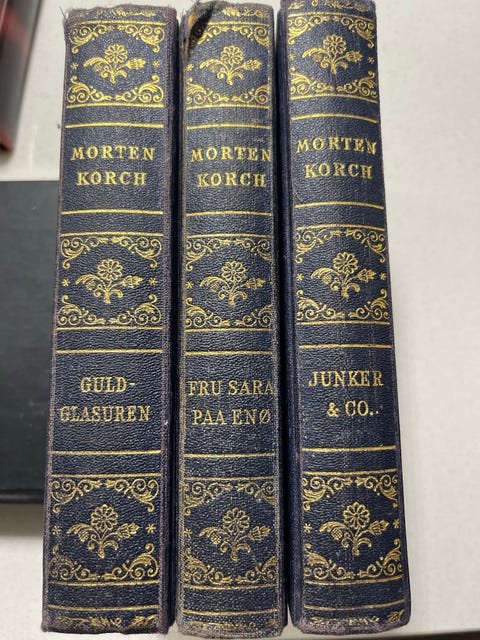 MORTEN
KORCH
GULD-
GLASUREN
MORTEN
KORCH
FRU SARA
PAA ENØ
MORTEN
KORCH
JUNKER
& CO.